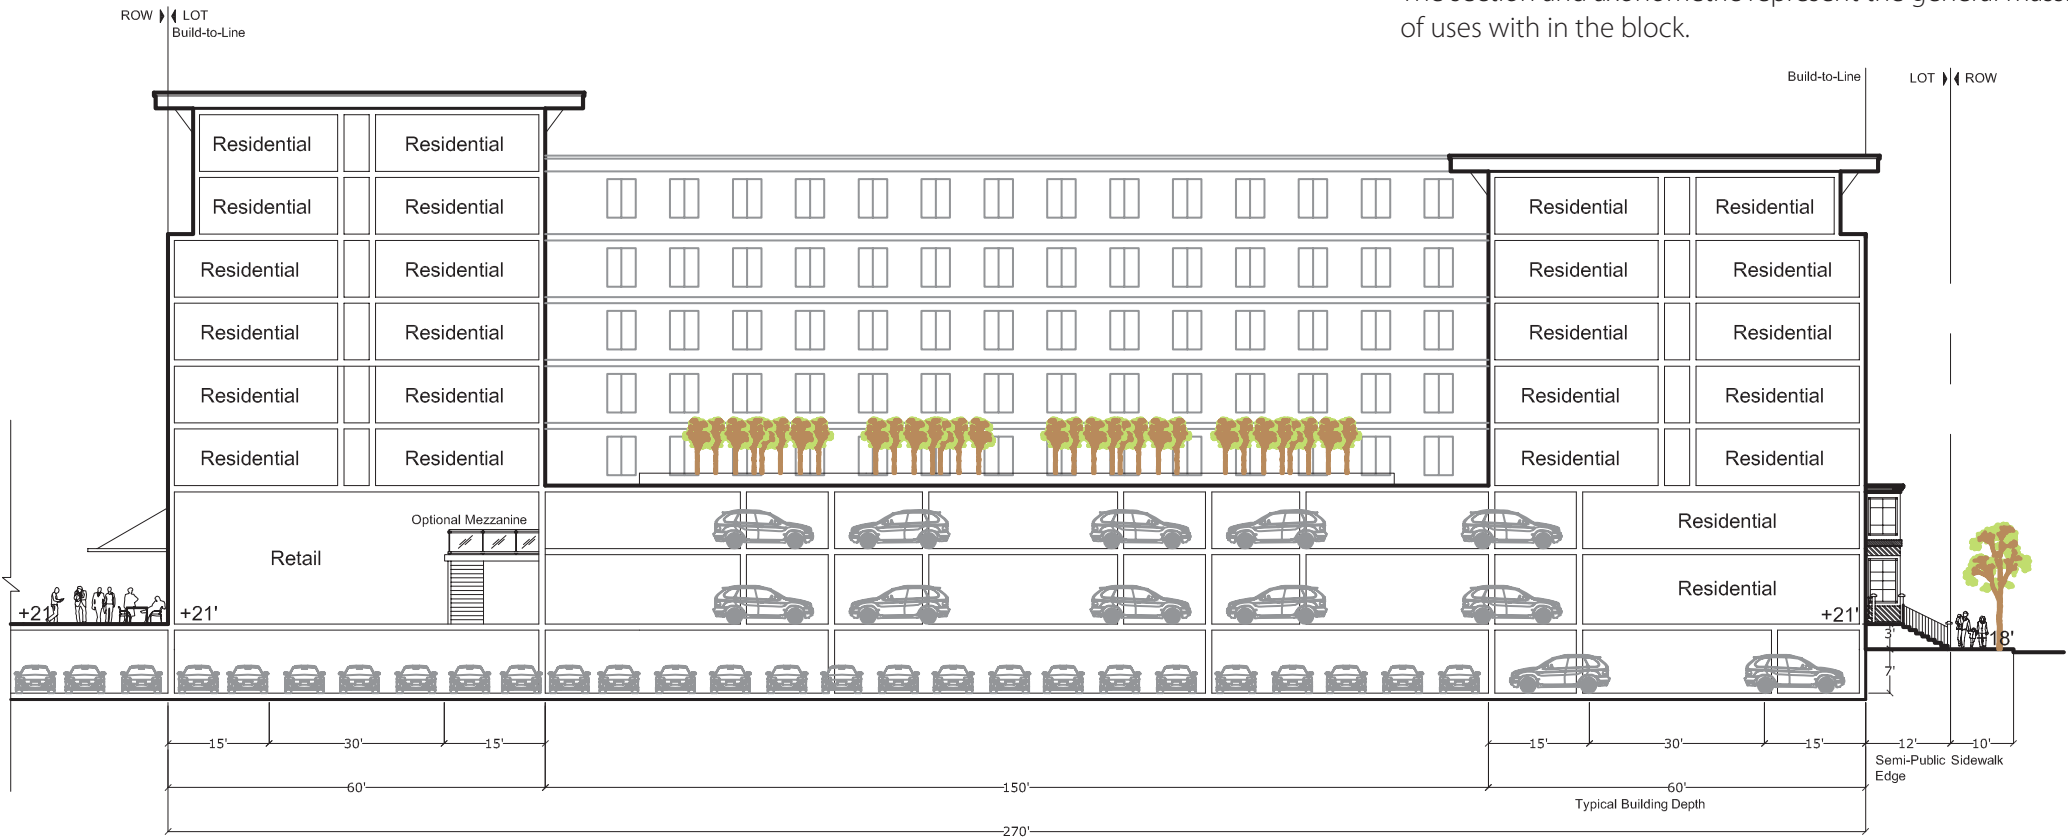 of uses with in the block.
ROW LOT
Build-to-Line
Build-to-Line
LOT ROW
Residential Residential
Residential Residential Residential Residential
Residential Residential Residential Residential
Residential Residential Residential Residential
Residential Residential Residential Residential
Residential Residential Residential Residential
Optional Mezzanine
Residential
Retail
Residential
+21' +21' +21'
3'
18'
7'
15' 30' 15' 15' 30' 15' 12' 10'
Semi-Public Sidewalk
Edge
60' 150' 60'
Typical Building Depth
270'